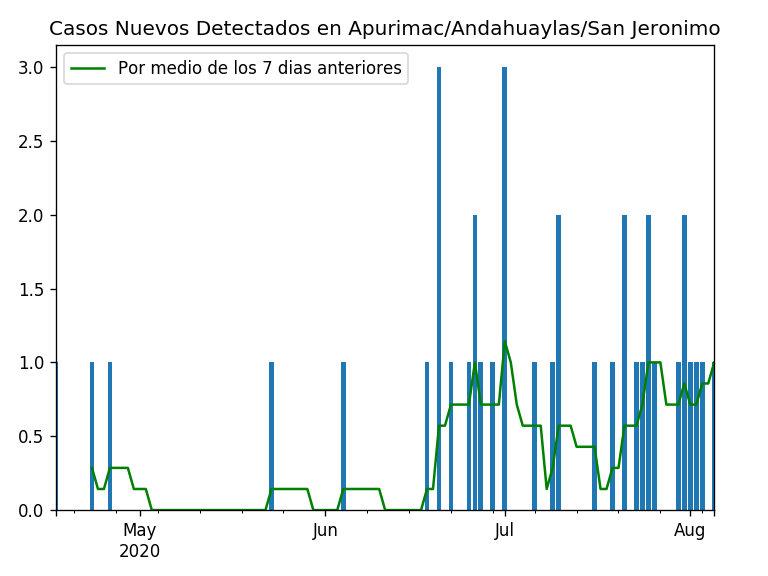 Casos Nuevos Detectados en Apurimac/Andahuaylas/San Jeronimo
Por medio de los 7 dias anteriores
3.0
2.5
2.0
1.5
1.0
0.5
0.0
May Jun Jul Aug
2020